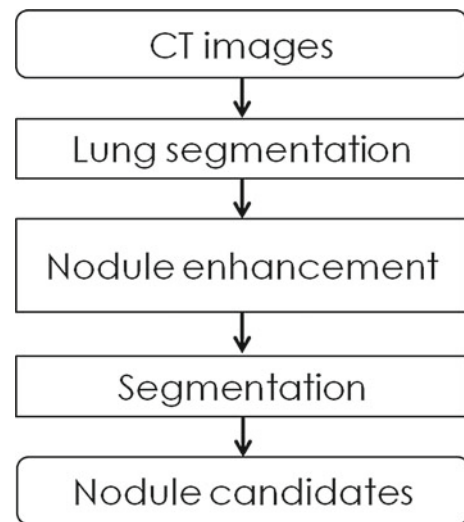 CT images
Lung segmentation
Nodule enhancement
Segmentation
Nodule candidates